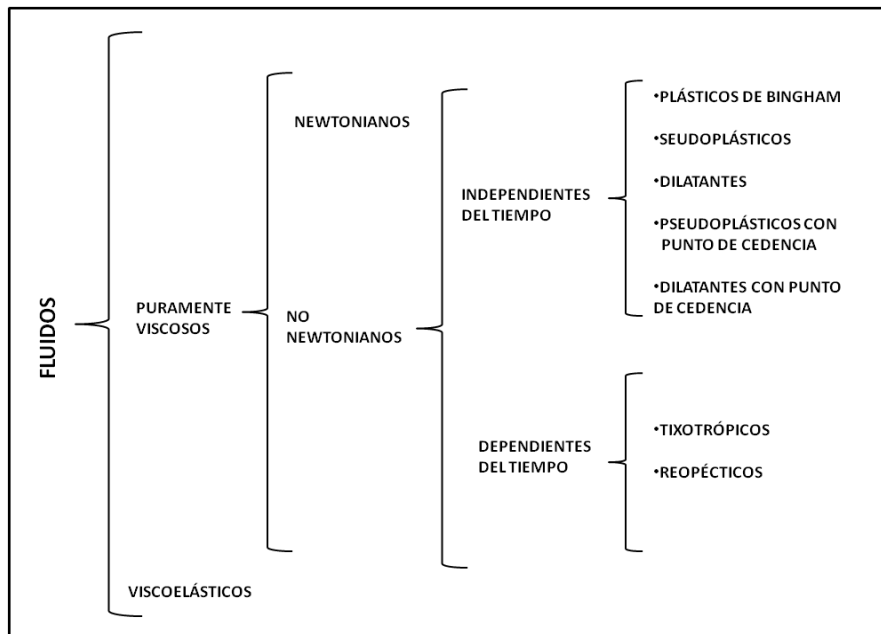 FLUIDOS
PURAMENTE
VISCOSOS
VISCOELÁSTICOS
NEWTONIANOS
NO
NEWTONIANOS
INDEPENDIENTES
DEL TIEMPO
DEPENDIENTES
DEL TIEMPO
•PLÁSTICOS DE BINGHAM
•SEUDOPLÁSTICOS
•DILATANTES
•PSEUDOPLÁSTICOS CON
PUNTO DE CEDENCIA
•DILATANTES CON PUNTO
DE CEDENCIA
•TIXOTRÓPICOS
•REOPÉCTICOS